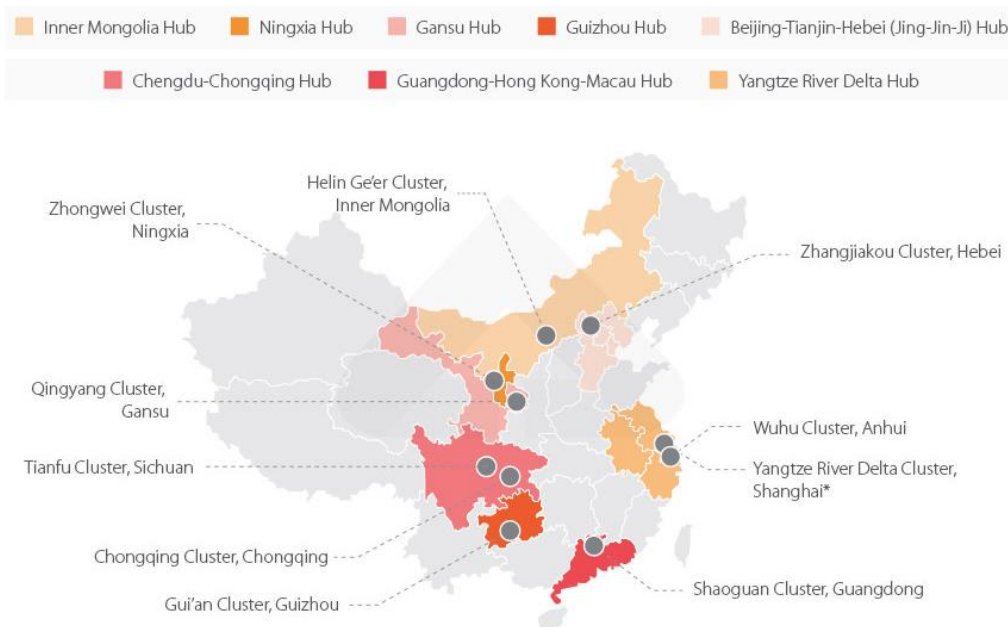 Inner Mongolia Hub
Ningxia Hub
Gansu Hub
Guizhou Hub
Beijing-Tianjin-Hebei (Jing-Jin-Ji) Hub
Chengdu-Chongqing Hub
Guangdong-Hong Kong-Macau Hub
Yangtze River Delta Hub
Helin Ge'er Cluster,
Inner Mongolia
Zhongwei Cluster,
Ningxia
Zhangjiakou Cluster, Hebei
Qingyang Cluster,
Gansu
Wuhu Cluster, Anhui
Tianfu Cluster, Sichuan
Yangtze River Delta Cluster,
Shanghai*
Chongqing Cluster, Chongqing
Shaoguan Cluster, Guangdong
Gui'an Cluster, Guizhou